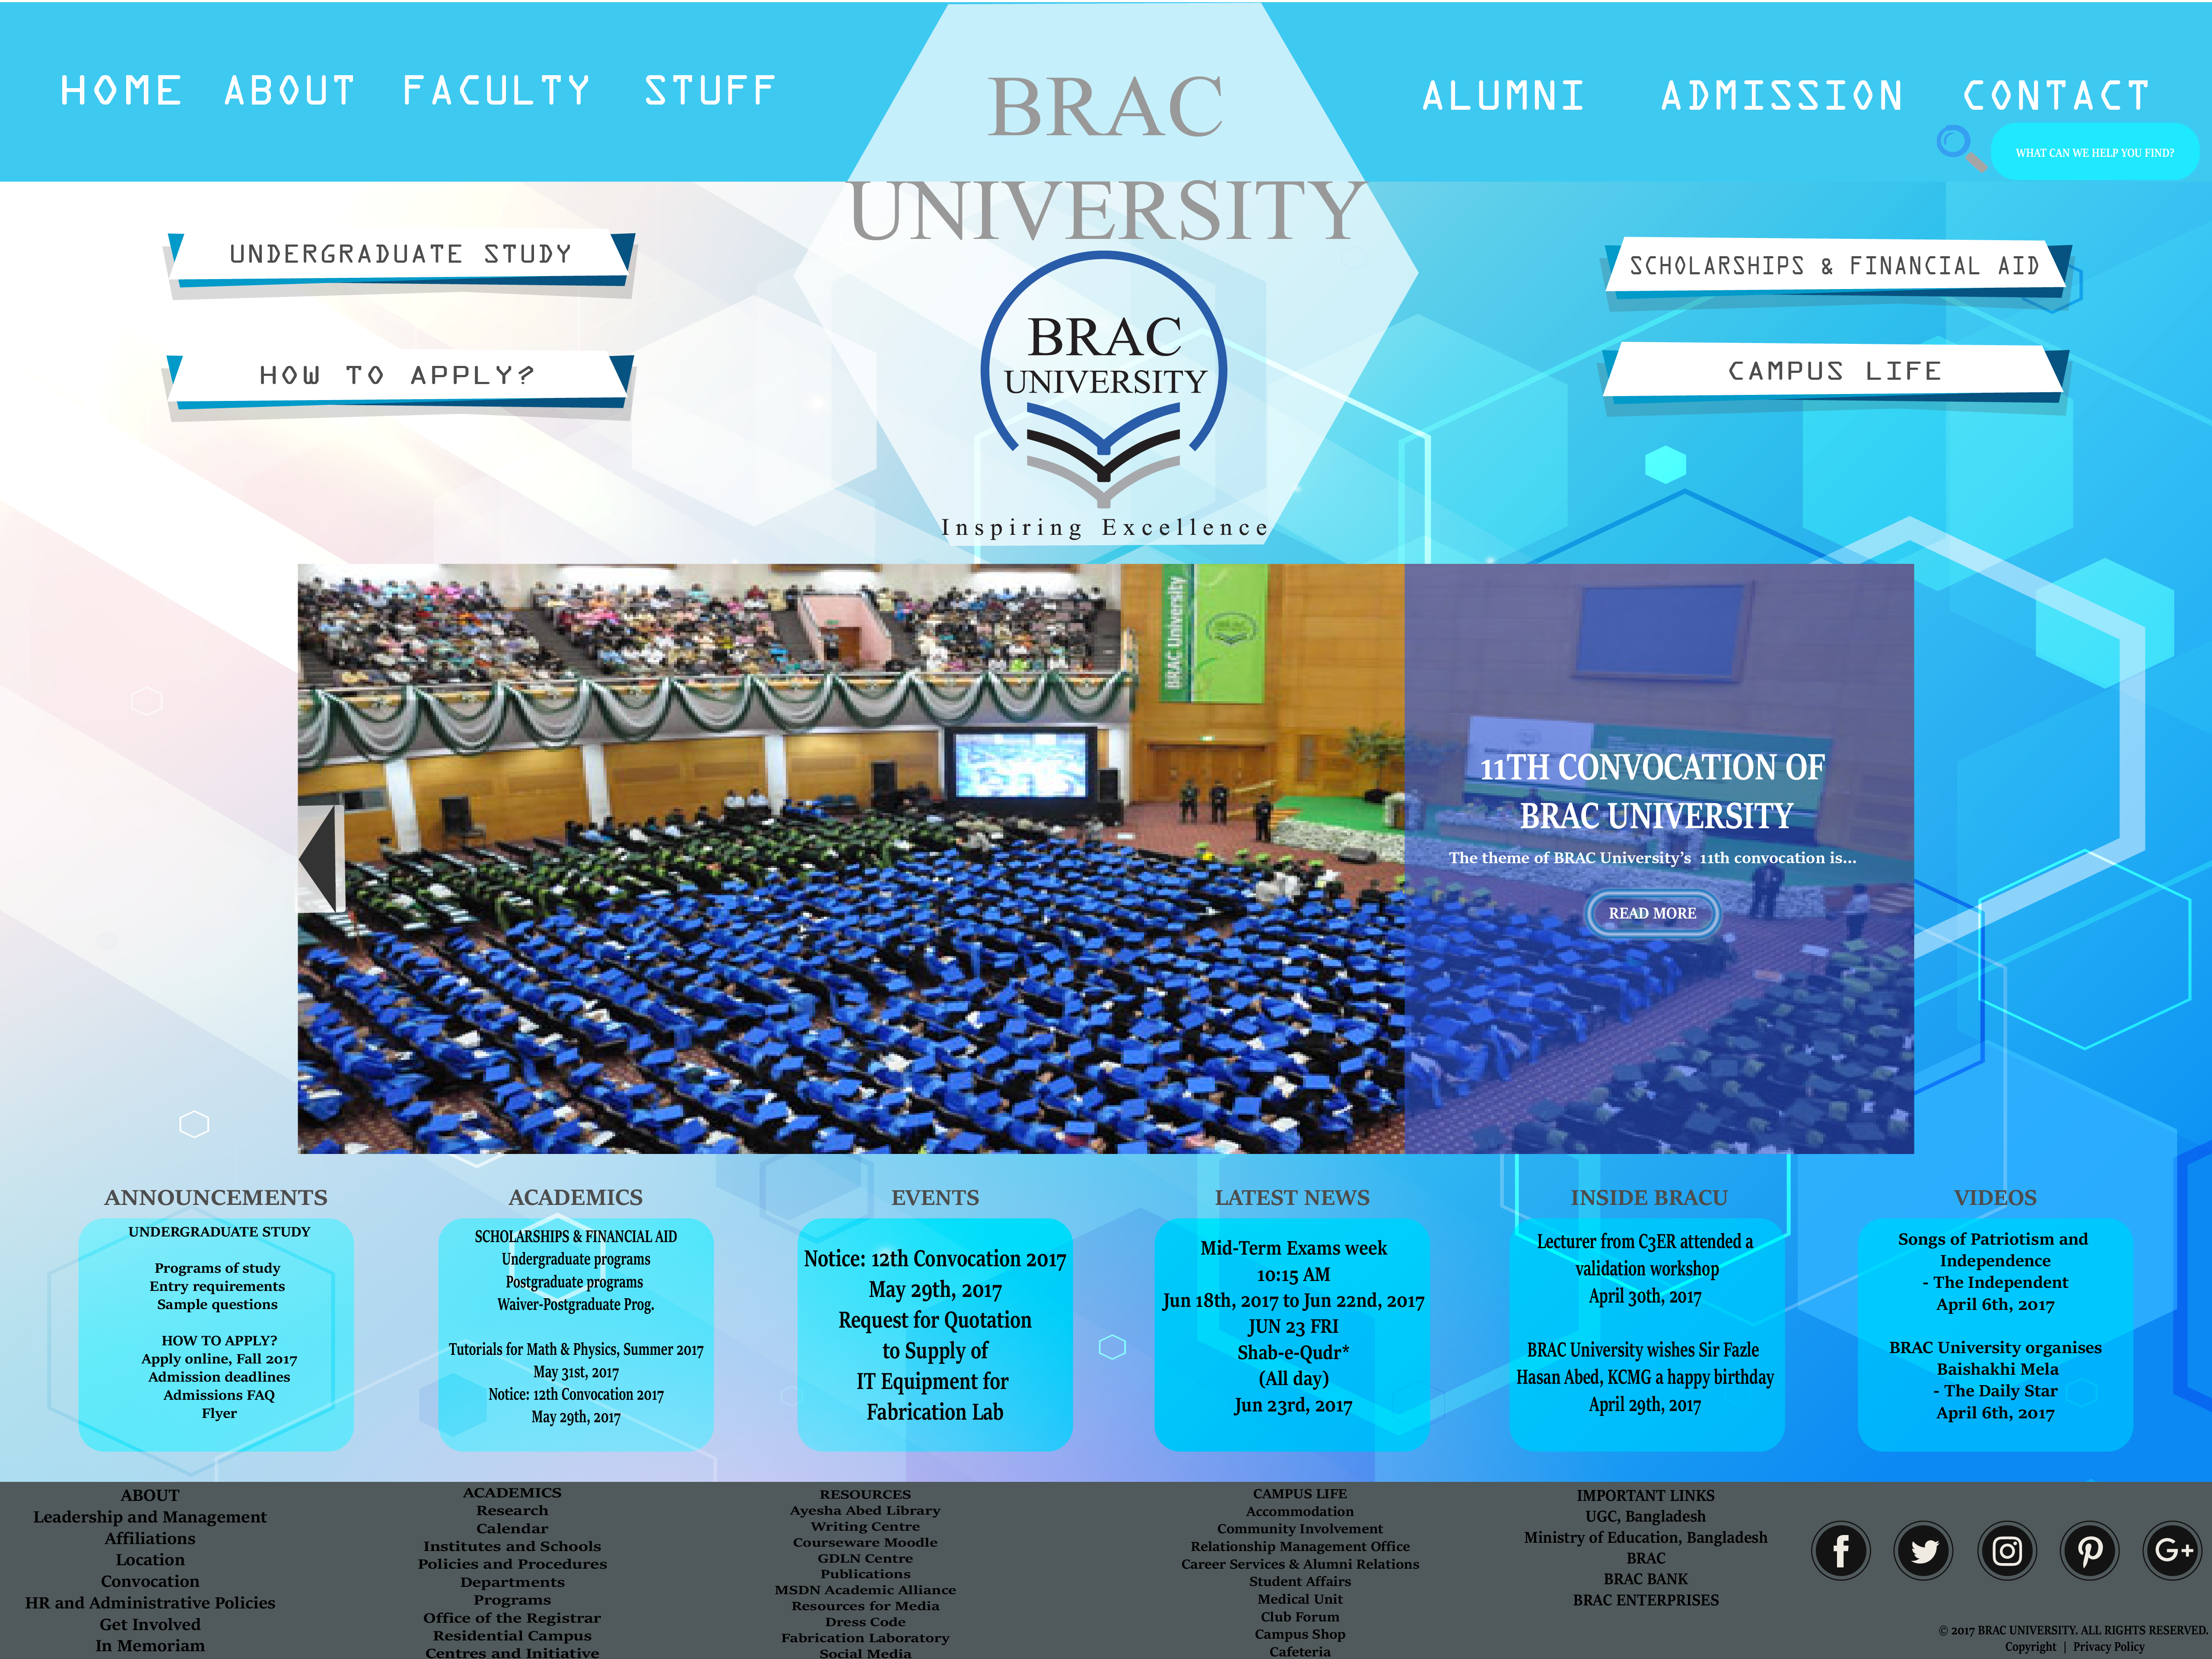 HOME ABOUT FACULTY STUFF
ALUMNI ADMISSION CONTACT
WHAT CAN WE HELP YOU FIND?
BRAC
UNIVERSITY
UNDERGRADUATE STUDY
HOW TO APPLY?
SCHOLARSHIPS & FINANCIAL AID
CAMPUS LIFE
BRAC
UNIVERSITY
Inspiring Excellence
BRAC University
11TH CONVOCATION OF
BRAC UNIVERSITY
The theme of BRAC University's 11th convocation is...
READ MORE
ANNOUNCEMENTS
UNDERGRADUATE STUDY
Programs of study
Entry requirements
Sample questions
HOW TO APPLY?
Apply online, Fall 2017
Admission deadlines
Admissions FAQ
Flyer
ACADEMICS
SCHOLARSHIPS & FINANCIAL AID
Undergraduate programs
Postgraduate programs
Waiver-Postgraduate Prog.
Tutorials for Math & Physics, Summer 2017
May 31st, 2017
Notice: 12th Convocation 2017
May 29th, 2017
EVENTS
Notice: 12th Convocation 2017
May 29th, 2017
Request for Quotation
to Supply of
IT Equipment for
Fabrication Lab
LATEST NEWS
Mid-Term Exams week
10:15 AM
Jun 18th, 2017 to Jun 22nd, 2017
JUN 23 FRI
Shab-e-Qudr*
(All day)
Jun 23rd, 2017
INSIDE BRACU
Lecturer from C3ER attended a
validation workshop
April 30th, 2017
BRAC University wishes Sir Fazle
Hasan Abed, KCMG a happy birthday
April 29th, 2017
VIDEOS
Songs of Patriotism and
Independence
- The Independent
April 6th, 2017
BRAC University organises
Baishakhi Mela
- The Daily Star
April 6th, 2017
ABOUT
Leadership and Management
Affiliations
Location
Convocation
HR and Administrative Policies
Get Involved
In Memoriam
ACADEMICS
Research
Calendar
Institutes and Schools
Policies and Procedures
Departments
Programs
Office of the Registrar
Residential Campus
Centres and Initiative
RESOURCES
Ayesha Abed Library
Writing Centre
Courseware Moodle
GDLN Centre
Publications
MSDN Academic Alliance
Resources for Media
Dress Code
Fabrication Laboratory
Social Media
CAMPUS LIFE
Accommodation
Community Involvement
Relationship Management Office
Career Services & Alumni Relations
Student Affairs
Medical Unit
Club Forum
Campus Shop
Cafeteria
IMPORTANT LINKS
UGC, Bangladesh
Ministry of Education, Bangladesh
BRAC
BRAC BANK
BRAC ENTERPRISES
G+
© 2017 BRAC UNIVERSITY. ALL RIGHTS RESERVED.
Copyright | Privacy Policy